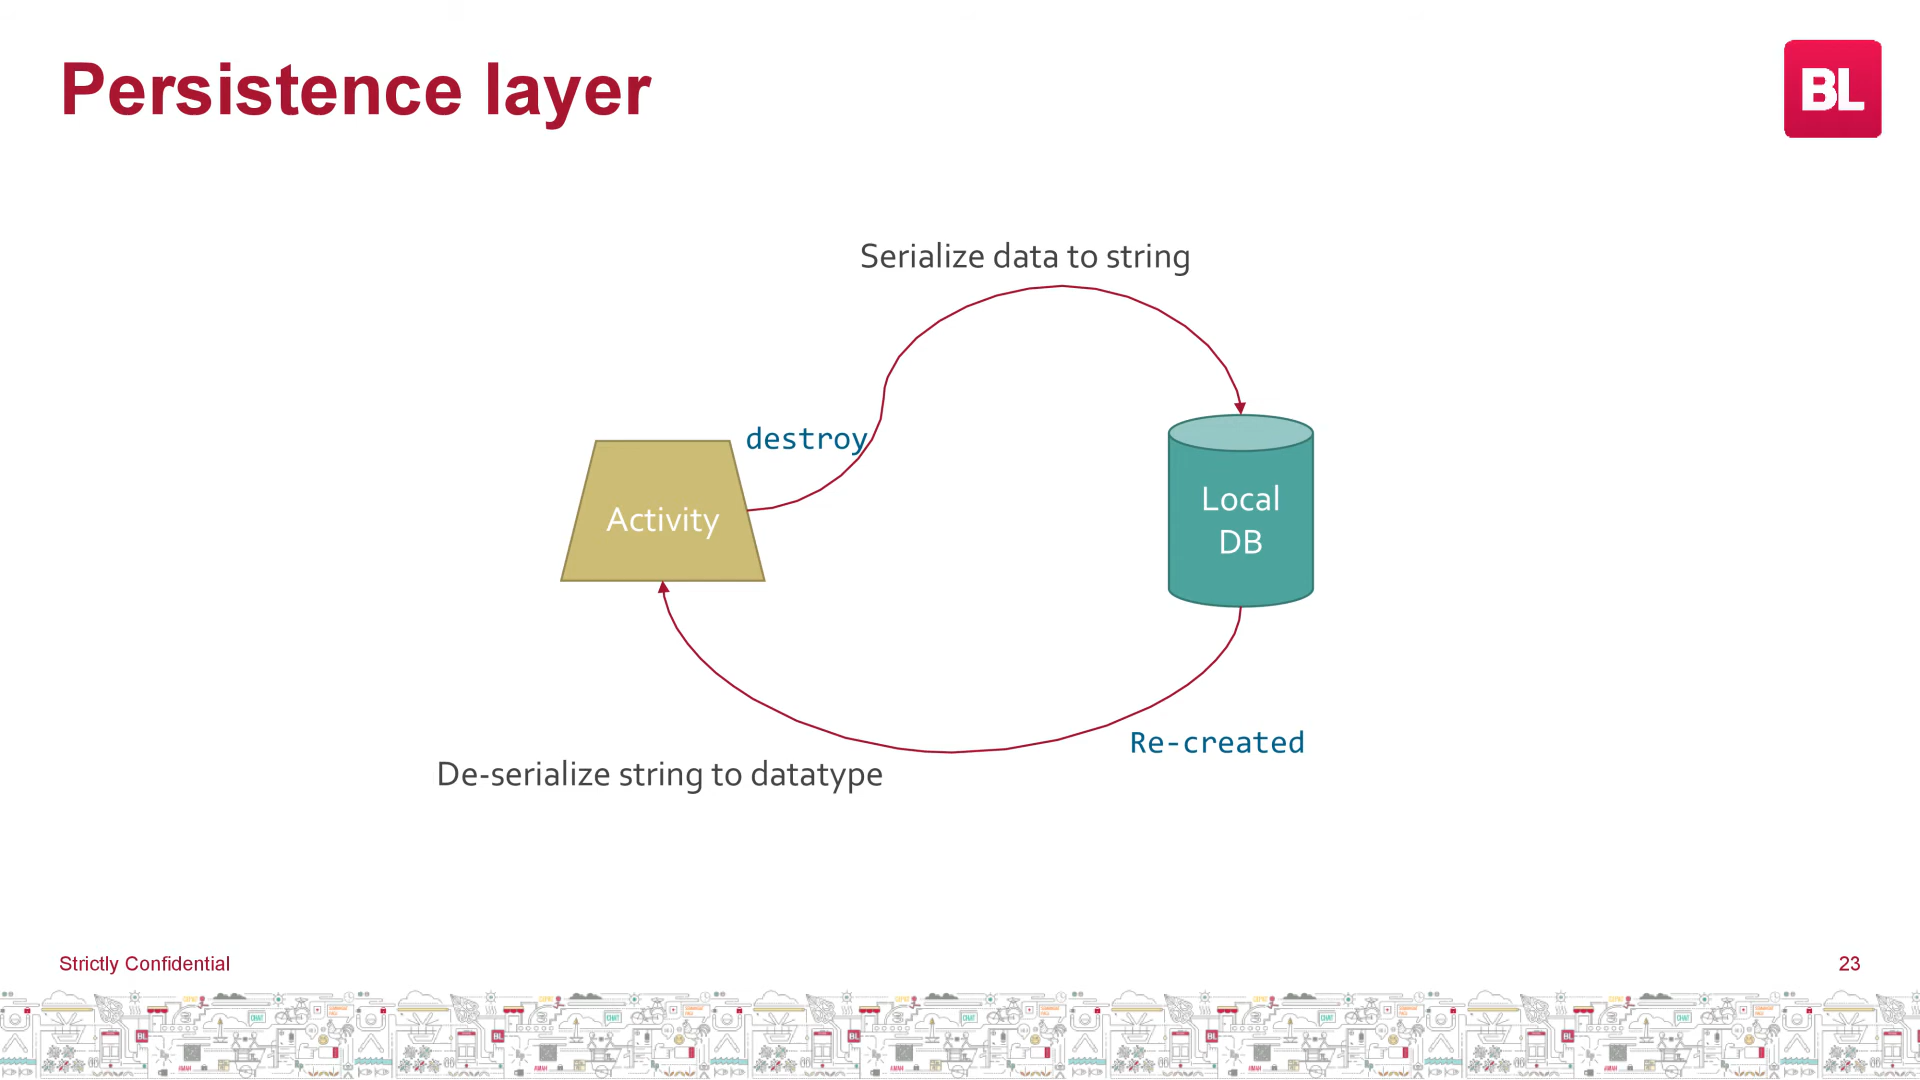 Persistence layer
BL
Serialize data to string
destroy
Activity
Local
DB
Re-created
De-serialize string to datatype
Strictly Confidential
23